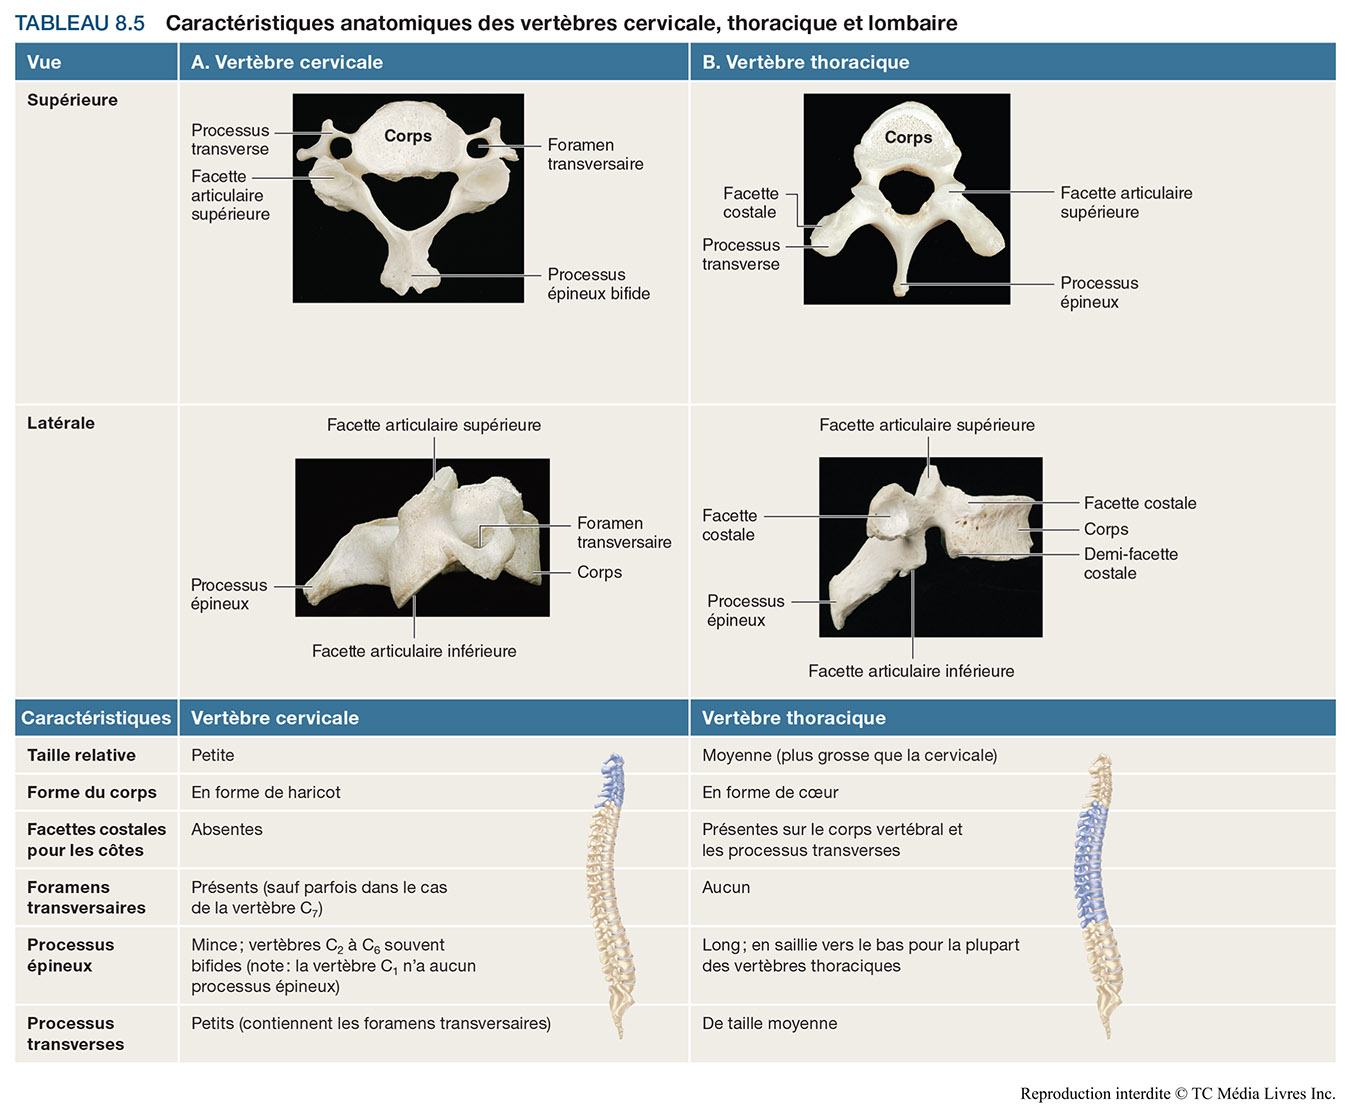 TABLEAU 8.5 Caractéristiques anatomiques des vertèbres cervicale, thoracique et lombaire
Vue
A. Vertèbre cervicale
B. Vertèbre thoracique
Supérieure
Processus
transverse
Facette
articulaire
supérieure
Corps
Foramen
transversaire
Processus
épineux bifide
Facette
costale
Processus
transverse
Corps
Facette articulaire
supérieure
Processus
épineux
Latérale
Facette articulaire supérieure
Foramen
transversaire
Corps
Processus
épineux
Facette articulaire inférieure
Facette articulaire supérieure
Facette
costale
Processus
épineux
Facette costale
Corps
Demi-facette
costale
Facette articulaire inférieure
Caractéristiques
Vertèbre cervicale
Vertèbre thoracique
Taille relative
Petite
Moyenne (plus grosse que la cervicale)
Forme du corps
En forme de haricot
En forme de cœur
Facettes costales
pour les côtes
Absentes
Présentes sur le corps vertébral et
les processus transverses
Foramens
transversaires
Présents (sauf parfois dans le cas
de la vertèbre C₇)
Aucun
Processus
épineux
Mince ; vertèbres C₂ à C₆ souvent
bifides (note : la vertèbre C₁ n’a aucun
processus épineux)
Long ; en saillie vers le bas pour la plupart
des vertèbres thoraciques
Processus
transverses
Petits (contiennent les foramens transversaires)
De taille moyenne
Reproduction interdite © TC Média Livres Inc.